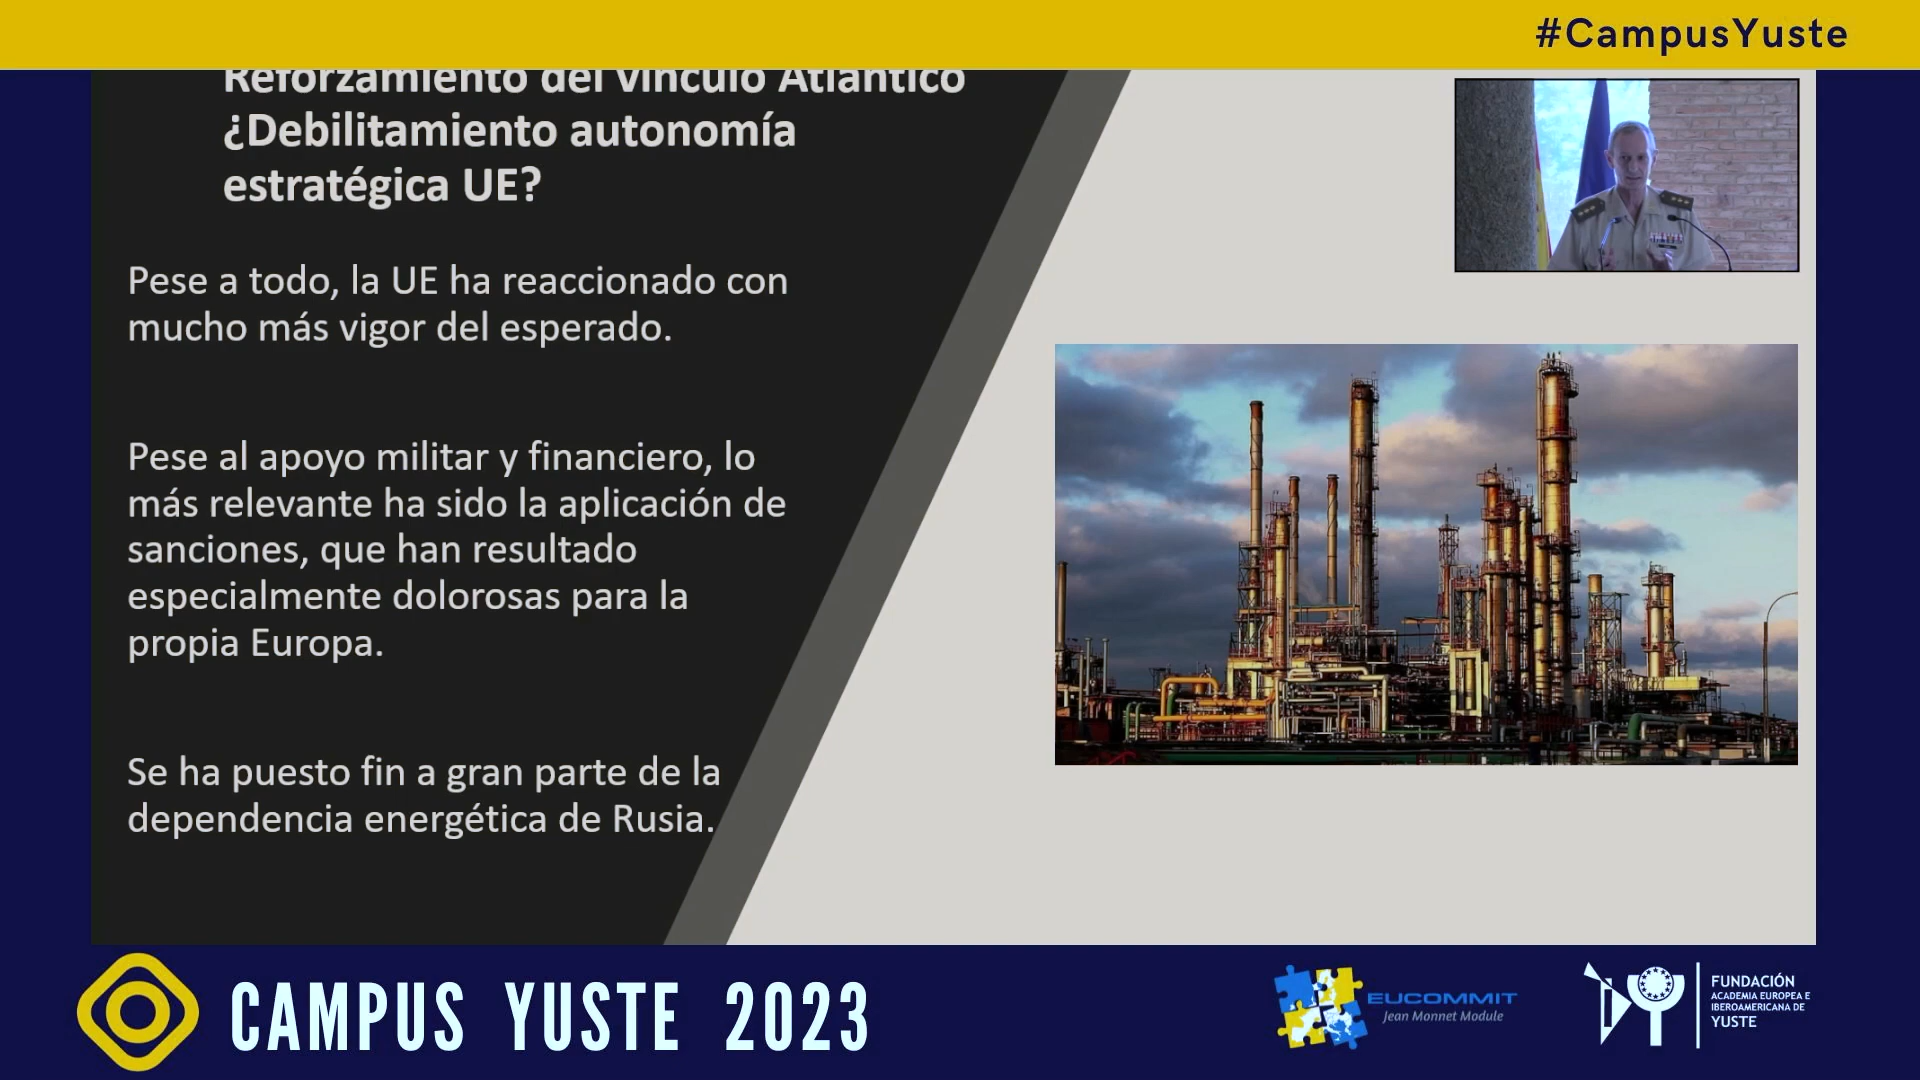 #CampusYuste
Reforzamiento del vínculo Atlántico
¿Debilitamiento autonomía
estratégica UE?
Pese a todo, la UE ha reaccionado con
mucho más vigor del esperado.
Pese al apoyo militar y financiero, lo
más relevante ha sido la aplicación de
sanciones, que han resultado
especialmente dolorosas para la
propia Europa.
Se ha puesto fin a gran parte de la
dependencia energética de Rusia.
CAMPUS YUSTE 2023
EUCOMMIT
Jean Monnet Module
FUNDACIÓN
ACADEMIA EUROPEA E
IBEROAMERICANA DE
YUSTE